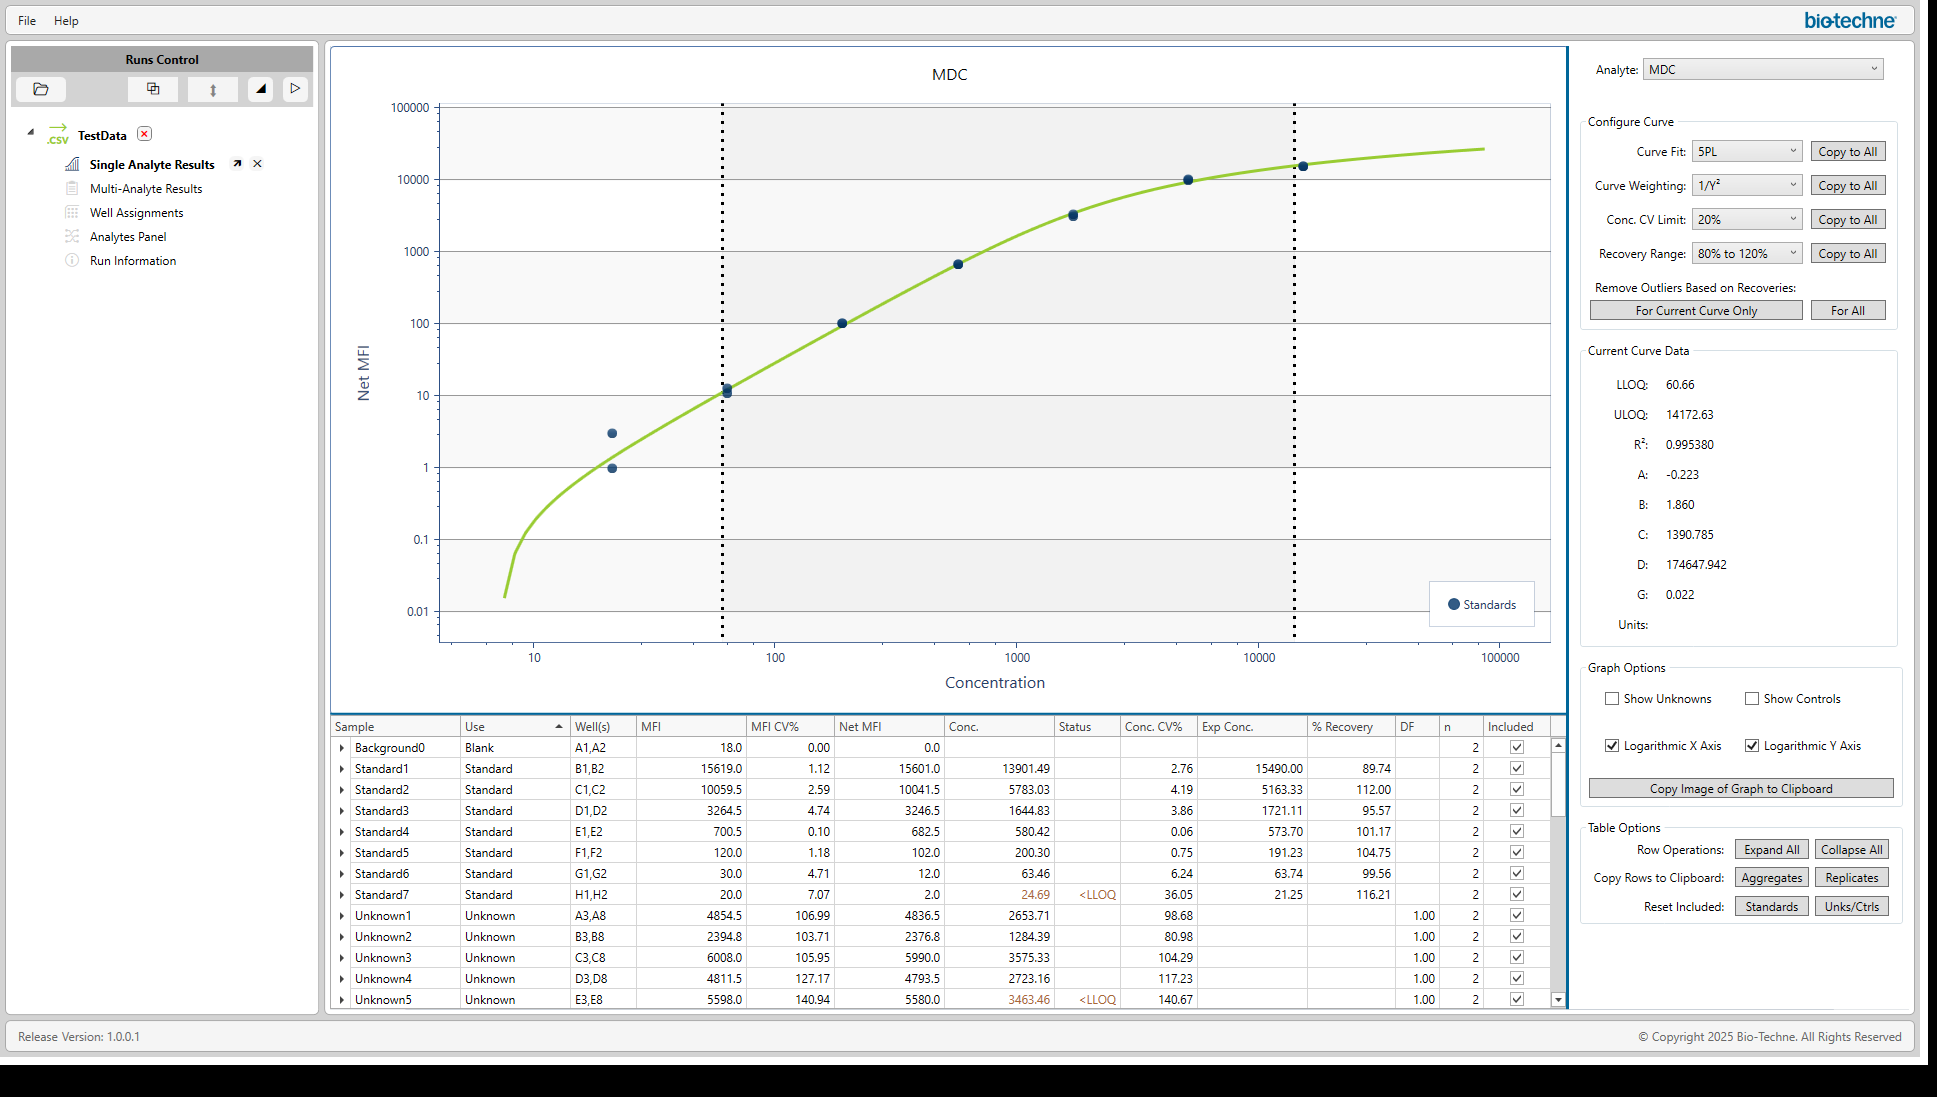 File Help
bio-techne
Runs Control
.CSV TestData
Single Analyte Results
Multi-Analyte Results
Well Assignments
Analytes Panel
Run Information
MDC
100000
10000
1000
100
10
1
0.1
0.01
Net MFI
10 100 1000 10000 100000
Concentration
Standards
Analyte: MDC
Configure Curve
Curve Fit: 5PL Copy to All
Curve Weighting: 1/Y² Copy to All
Conc. CV Limit: 20% Copy to All
Recovery Range: 80% to 120% Copy to All
Remove Outliers Based on Recoveries:
For Current Curve Only For All
Current Curve Data
LLOQ: 60.66
ULOQ: 14172.63
R²: 0.995380
A: -0.223
B: 1.860
C: 1390.785
D: 174647.942
G: 0.022
Units:
Graph Options
Show Unknowns Show Controls
Logarithmic X Axis Logarithmic Y Axis
Copy Image of Graph to Clipboard
Table Options
Row Operations: Expand All Collapse All
Copy Rows to Clipboard: Aggregates Replicates
Reset Included: Standards Unks/Ctrls
Sample Use Well(s) MFI MFI CV% Net MFI Conc. Status Conc. CV% Exp Conc. % Recovery DF n Included
Background0 Blank A1,A2 18.0 0.00 0.0 2
Standard1 Standard B1,B2 15619.0 1.12 15601.0 13901.49 2.76 15490.00 89.74 2
Standard2 Standard C1,C2 10059.5 2.59 10041.5 5783.03 4.19 5163.33 112.00 2
Standard3 Standard D1,D2 3264.5 4.74 3246.5 1644.83 3.86 1721.11 95.57 2
Standard4 Standard E1,E2 700.5 0.10 682.5 580.42 0.06 573.70 101.17 2
Standard5 Standard F1,F2 120.0 1.18 102.0 200.30 0.75 191.23 104.75 2
Standard6 Standard G1,G2 30.0 4.71 12.0 63.46 6.24 63.74 99.56 2
Standard7 Standard H1,H2 20.0 7.07 2.0 24.69 <LLOQ 36.05 21.25 116.21 2
Unknown1 Unknown A3,A8 4854.5 106.99 4836.5 2653.71 98.68 1.00 2
Unknown2 Unknown B3,B8 2394.8 103.71 2376.8 1284.39 80.98 1.00 2
Unknown3 Unknown C3,C8 6008.0 105.95 5990.0 3575.33 104.29 1.00 2
Unknown4 Unknown D3,D8 4811.5 127.17 4793.5 2723.16 117.23 1.00 2
Unknown5 Unknown E3,E8 5598.0 140.94 5580.0 3463.46 <LLOQ 140.67 1.00 2
Release Version: 1.0.0.1
© Copyright 2025 Bio-Techne. All Rights Reserved